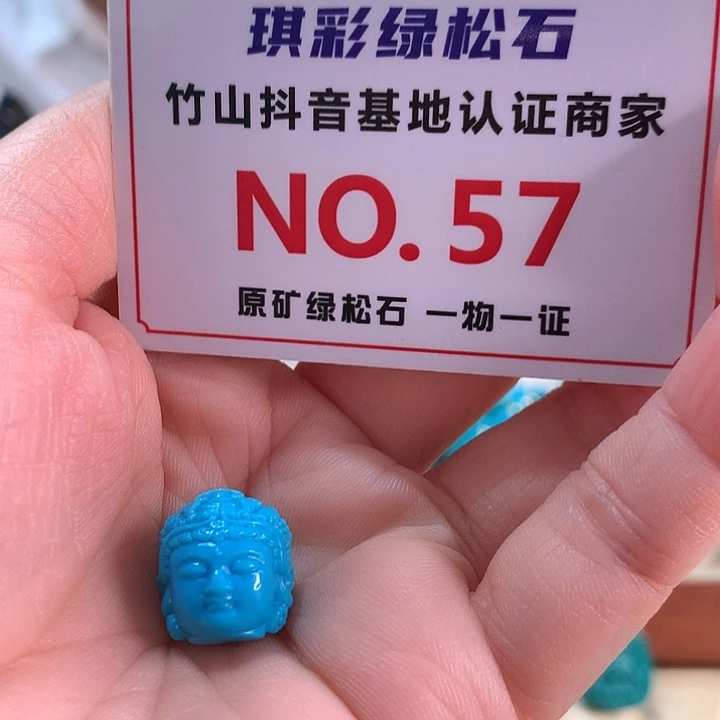 琪彩绿松石
竹山抖音基地认证商家
NO.57
原矿绿松石 一物一证